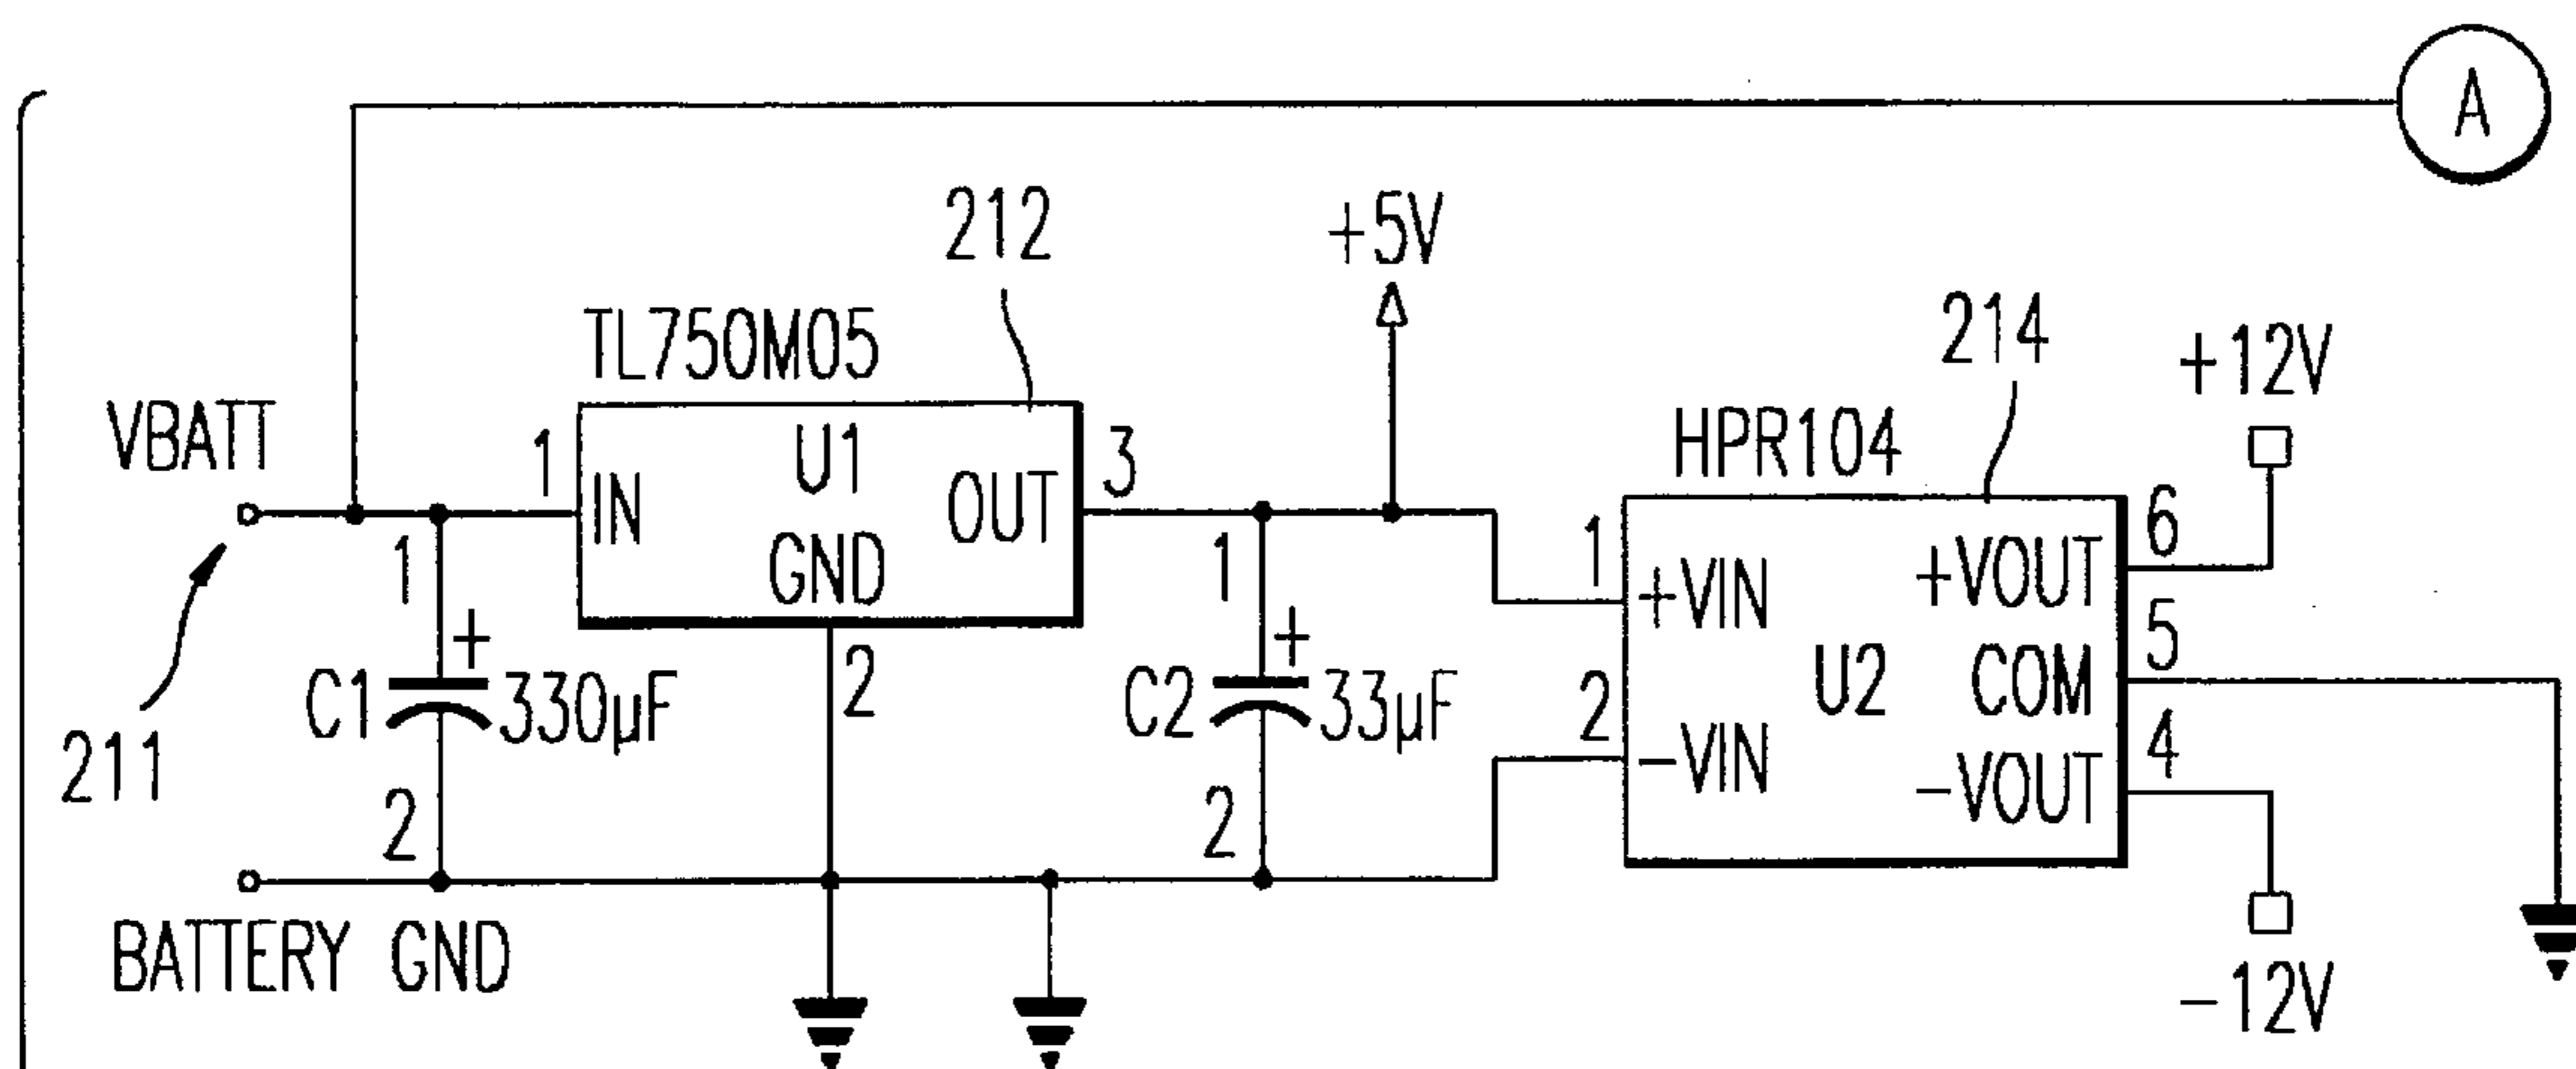 A
212
+5V
TL750M05
214
+12V
VBATT
HPR104
1
U1
3
IN
OUT
GND
6
1
1
1
+VIN
+VOUT
5
+
+
2
2
U2
COM
C1
330µF
C2
33µF
4
211
-VIN
-VOUT
2
2
BATTERY GND
-12V